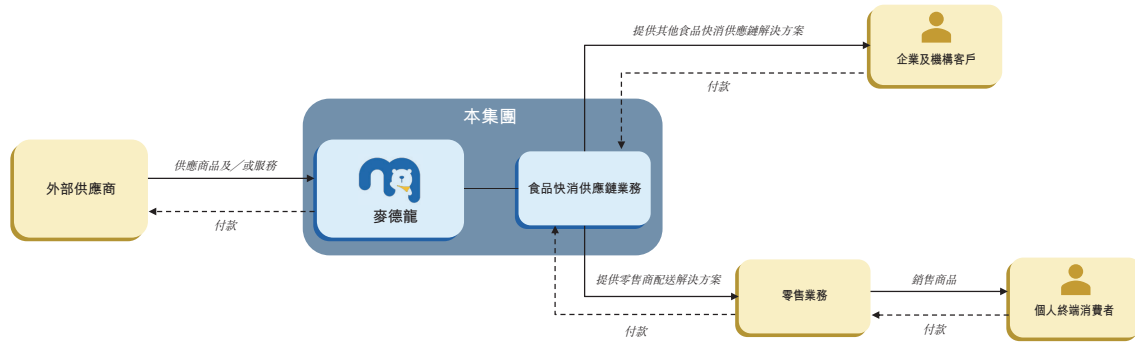 提供其他食品快消供應鏈解決方案
企業及機構客戶
付款
本集團
供應商品及／或服務
外部供應商
付款
麥德龍
食品快消供應鏈業務
提供零售商配送解決方案
付款
零售業務
銷售商品
付款
個人終端消費者